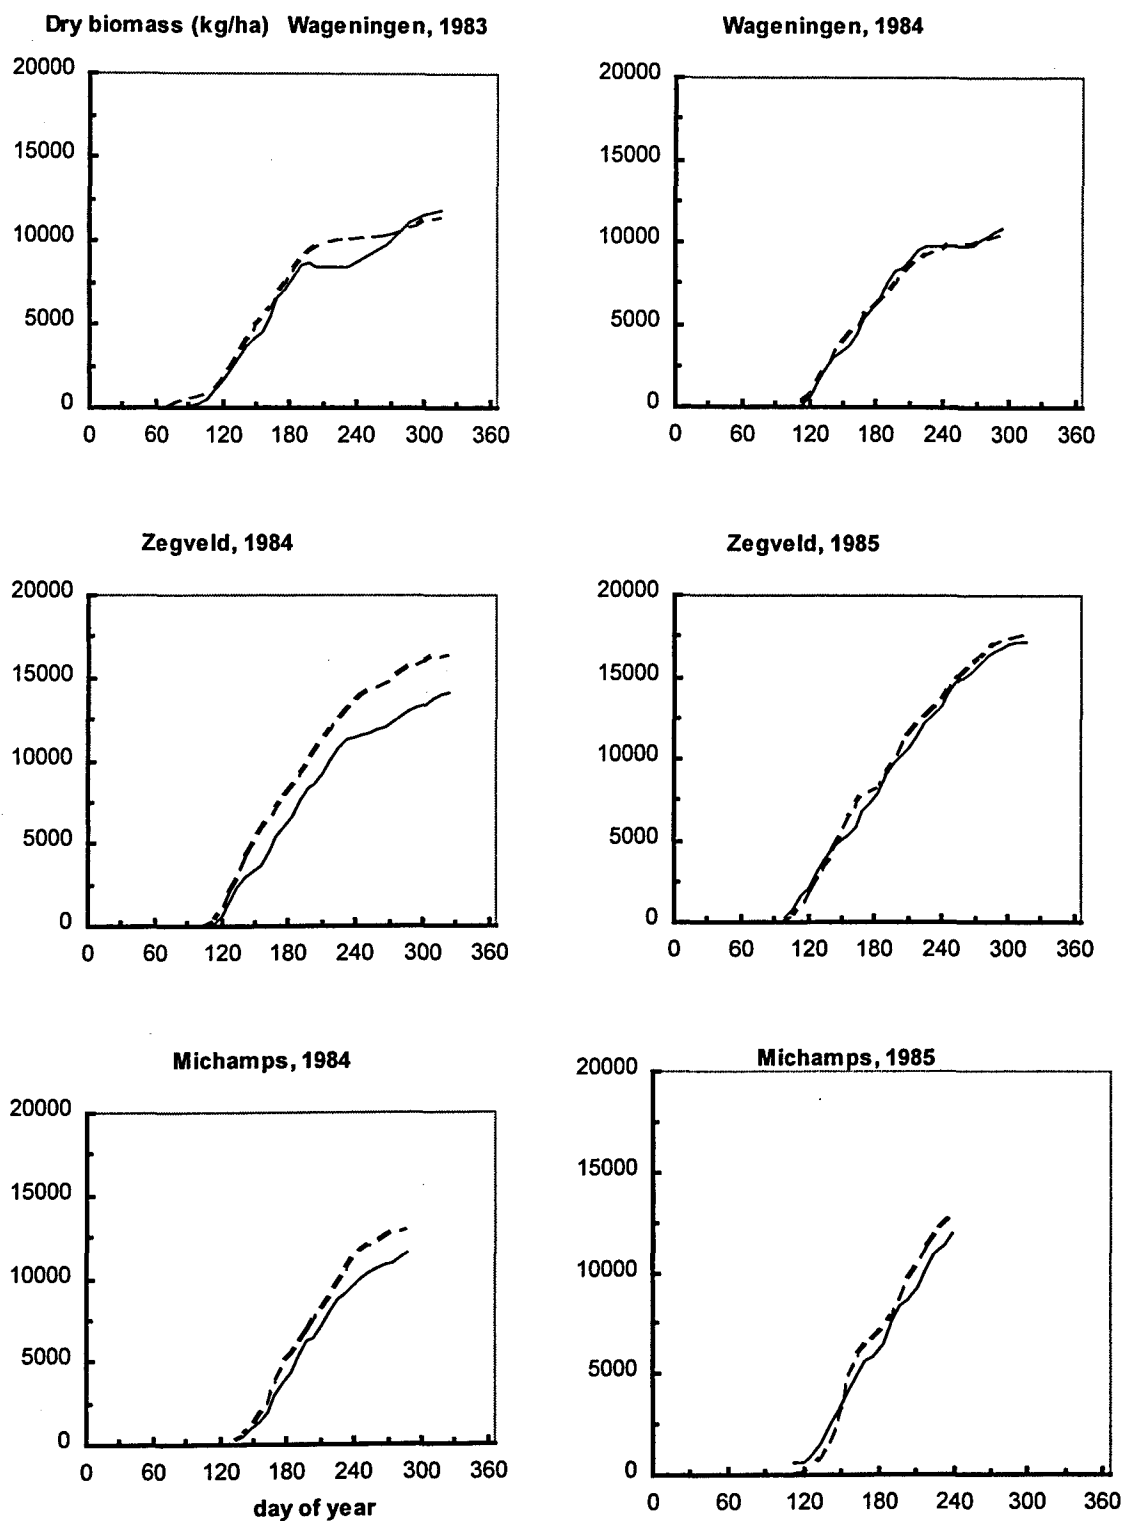 Dry biomass (kg/ha) Wageningen, 1983
20000
15000
10000
5000
0
0 60 120 180 240 300 360
Wageningen, 1984
20000
15000
10000
5000
0
0 60 120 180 240 300 360
Zegveld, 1984
20000
15000
10000
5000
0
0 60 120 180 240 300 360
Zegveld, 1985
20000
15000
10000
5000
0
0 60 120 180 240 300 360
Michamps, 1984
20000
15000
10000
5000
0
0 60 120 180 240 300 360
day of year
Michamps, 1985
20000
15000
10000
5000
0
0 120 180 240 300 360